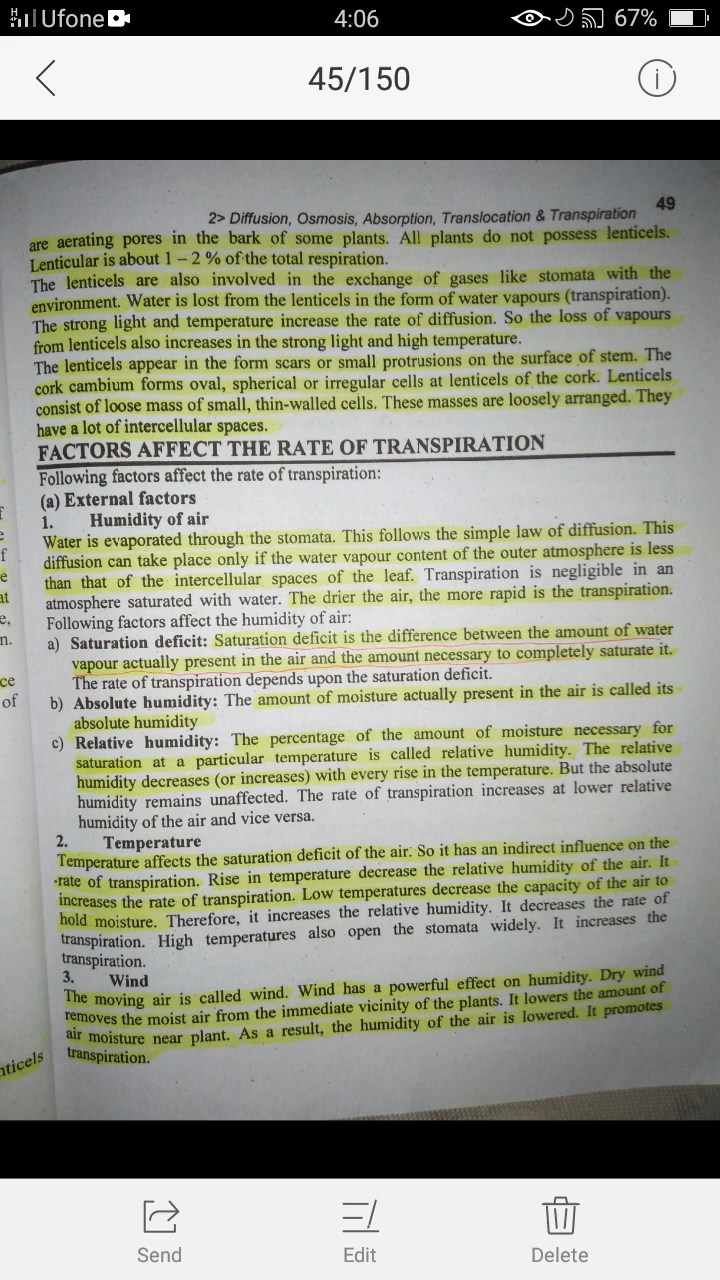 Ufone 4:06 67%
45/150
49
2> Diffusion, Osmosis, Absorption, Translocation & Transpiration
are aerating pores in the bark of some plants. All plants do not possess lenticels.
Lenticular is about 1 – 2 % of the total respiration.
The lenticels are also involved in the exchange of gases like stomata with the
environment. Water is lost from the lenticels in the form of water vapours (transpiration).
The strong light and temperature increase the rate of diffusion. So the loss of vapours
from lenticels also increases in the strong light and high temperature.
The lenticels appear in the form scars or small protrusions on the surface of stem. The
cork cambium forms oval, spherical or irregular cells at lenticels of the cork. Lenticels
consist of loose mass of small, thin-walled cells. These masses are loosely arranged. They
have a lot of intercellular spaces.
FACTORS AFFECT THE RATE OF TRANSPIRATION
Following factors affect the rate of transpiration:
(a) External factors
1. Humidity of air
Water is evaporated through the stomata. This follows the simple law of diffusion. This
diffusion can take place only if the water vapour content of the outer atmosphere is less
than that of the intercellular spaces of the leaf. Transpiration is negligible in an
atmosphere saturated with water. The drier the air, the more rapid is the transpiration.
Following factors affect the humidity of air:
a) Saturation deficit: Saturation deficit is the difference between the amount of water
vapour actually present in the air and the amount necessary to completely saturate it.
The rate of transpiration depends upon the saturation deficit.
b) Absolute humidity: The amount of moisture actually present in the air is called its
absolute humidity
c) Relative humidity: The percentage of the amount of moisture necessary for
saturation at a particular temperature is called relative humidity. The relative
humidity decreases (or increases) with every rise in the temperature. But the absolute
humidity remains unaffected. The rate of transpiration increases at lower relative
humidity of the air and vice versa.
2. Temperature
Temperature affects the saturation deficit of the air. So it has an indirect influence on the
rate of transpiration. Rise in temperature decrease the relative humidity of the air. It
increases the rate of transpiration. Low temperatures decrease the capacity of the air to
hold moisture. Therefore, it increases the relative humidity. It decreases the rate of
transpiration. High temperatures also open the stomata widely. It increases the
transpiration.
3. Wind
The moving air is called wind. Wind has a powerful effect on humidity. Dry wind
removes the moist air from the immediate vicinity of the plants. It lowers the amount of
air moisture near plant. As a result, the humidity of the air is lowered. It promotes
transpiration.
f
e
f
e
at
e,
n.
ce
of
nticels
Send Edit Delete